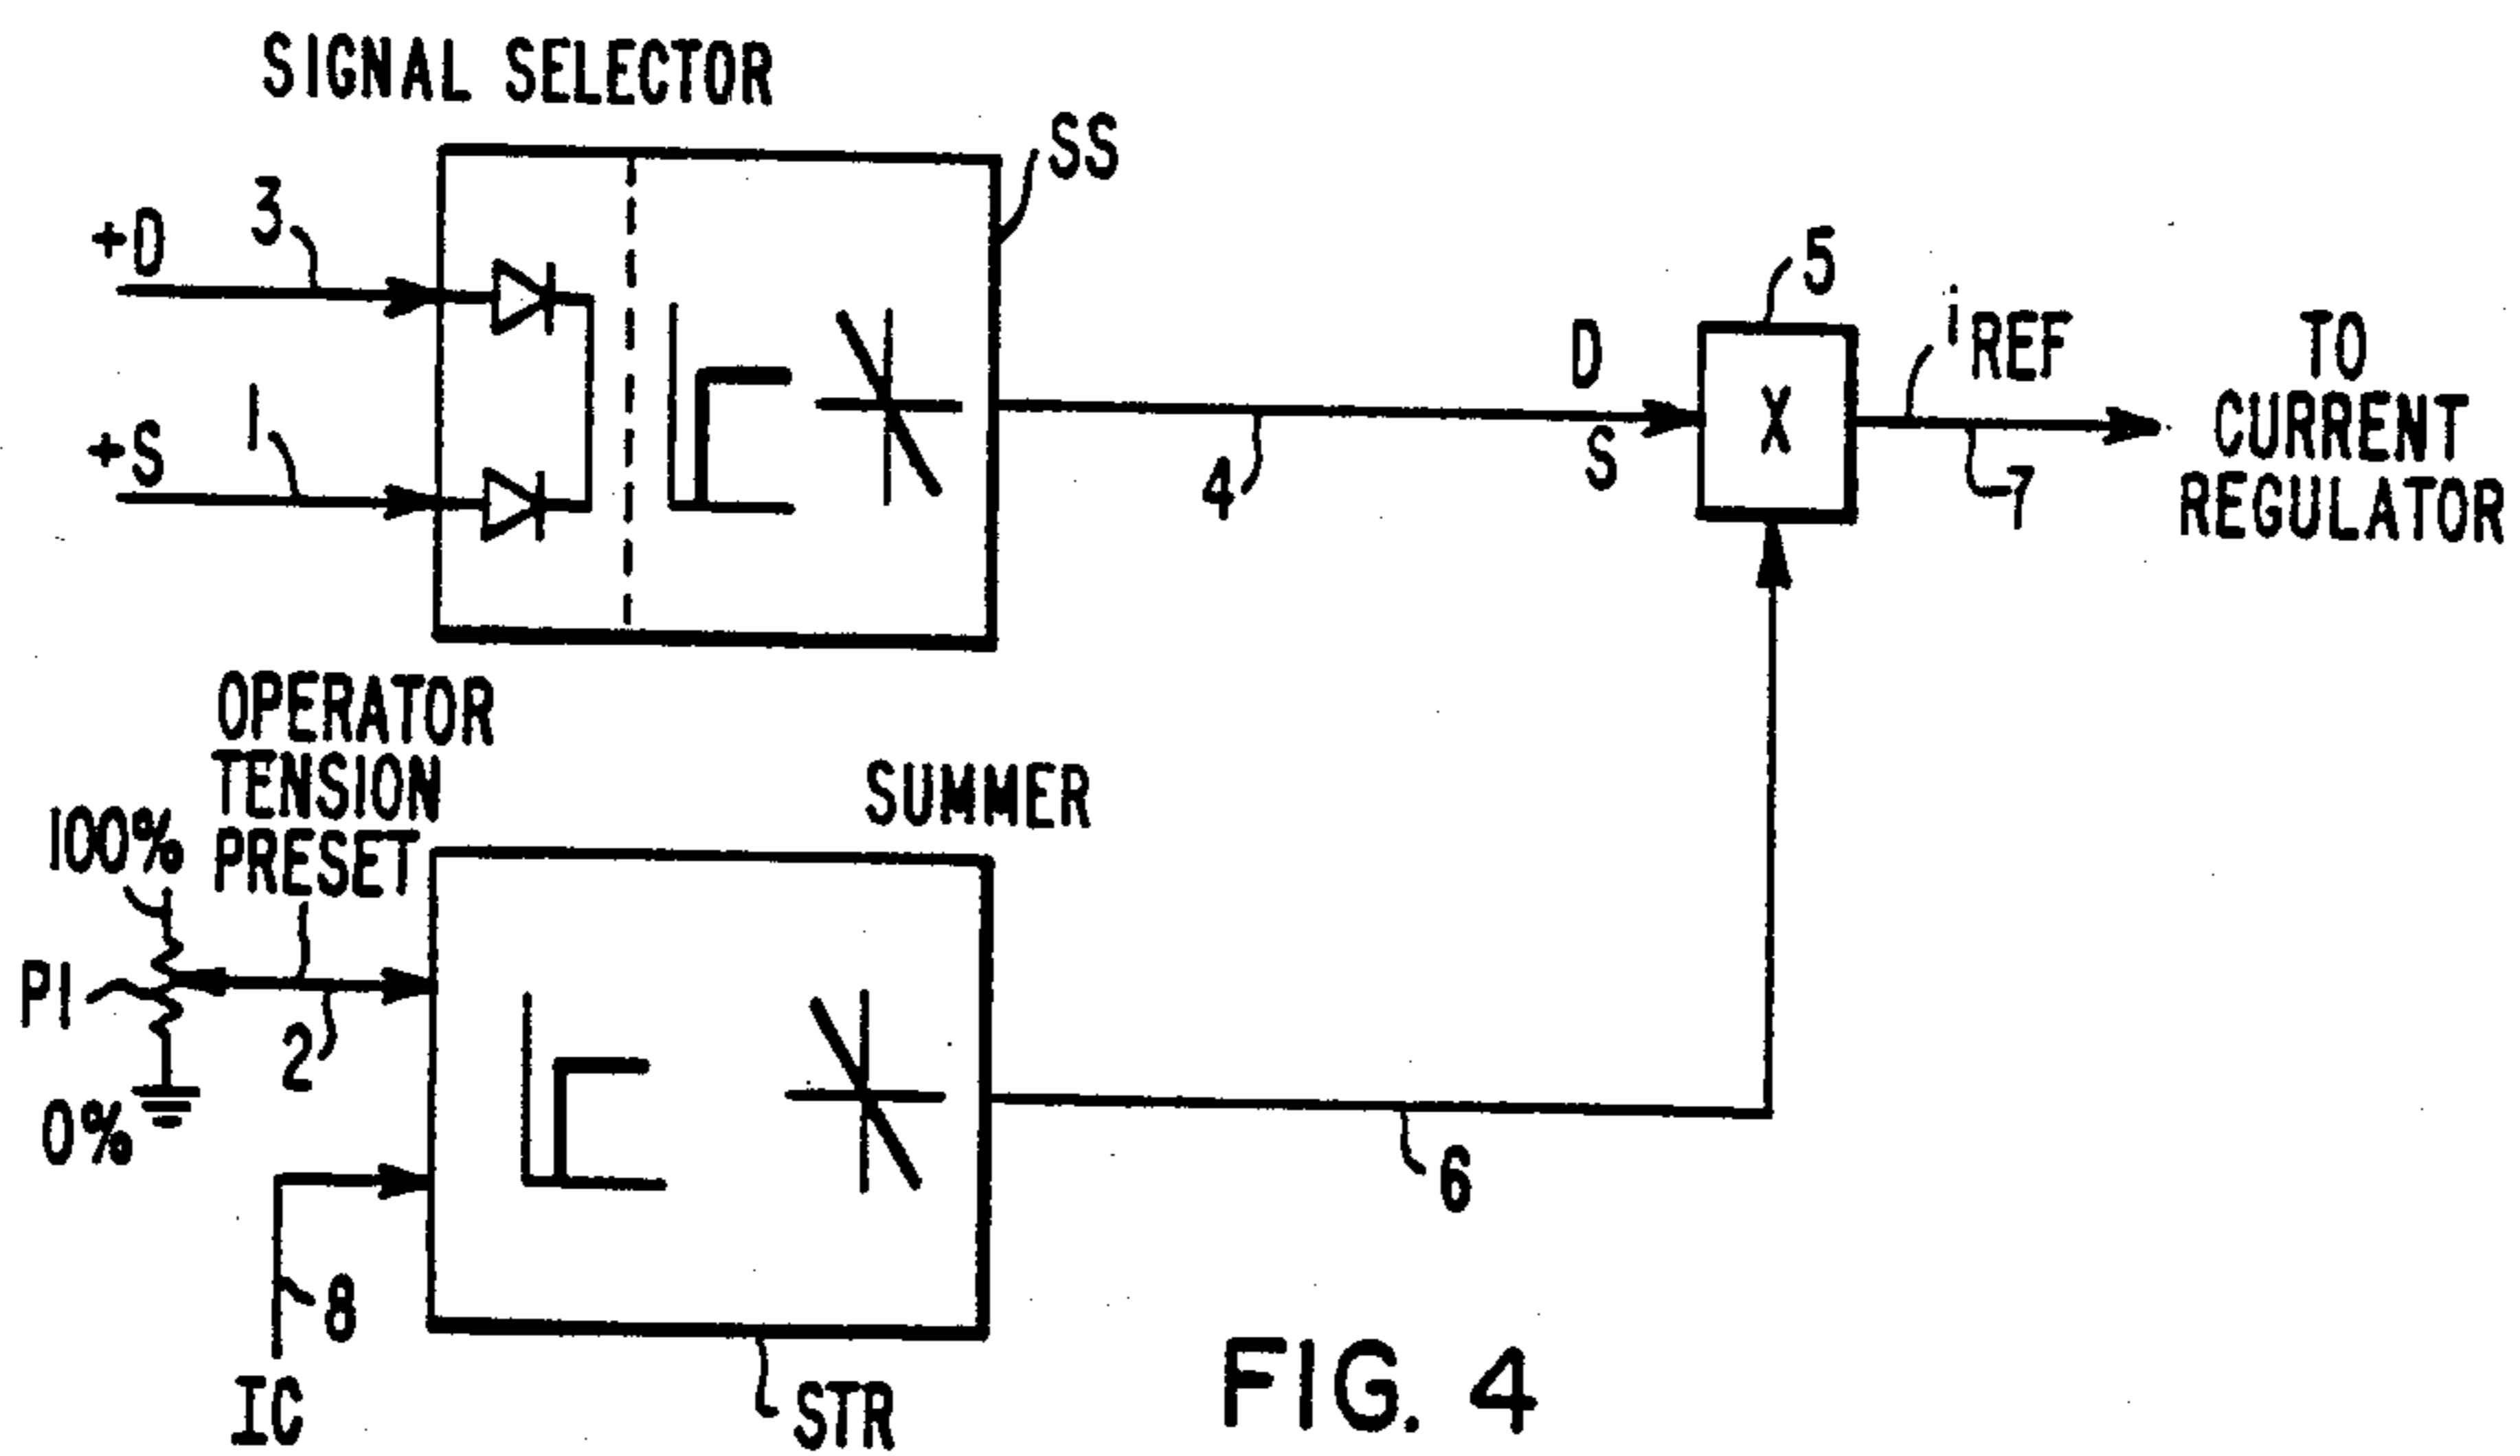 SIGNAL SELECTOR
SS
+D
3
+S
1
D
S
4
5
X
iREF
7
TO
CURRENT
REGULATOR
OPERATOR
TENSION
PRESET
SUMMER
100%
P1
0%
2
6
8
IC
STR
FIG. 4